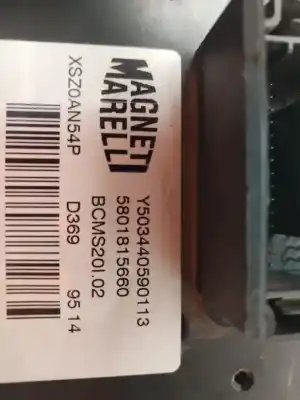 MAGNETI
MARELLI
Y503440590113
5801815660
BCMS20I.02
XSZ0AN54P
D369
95 14